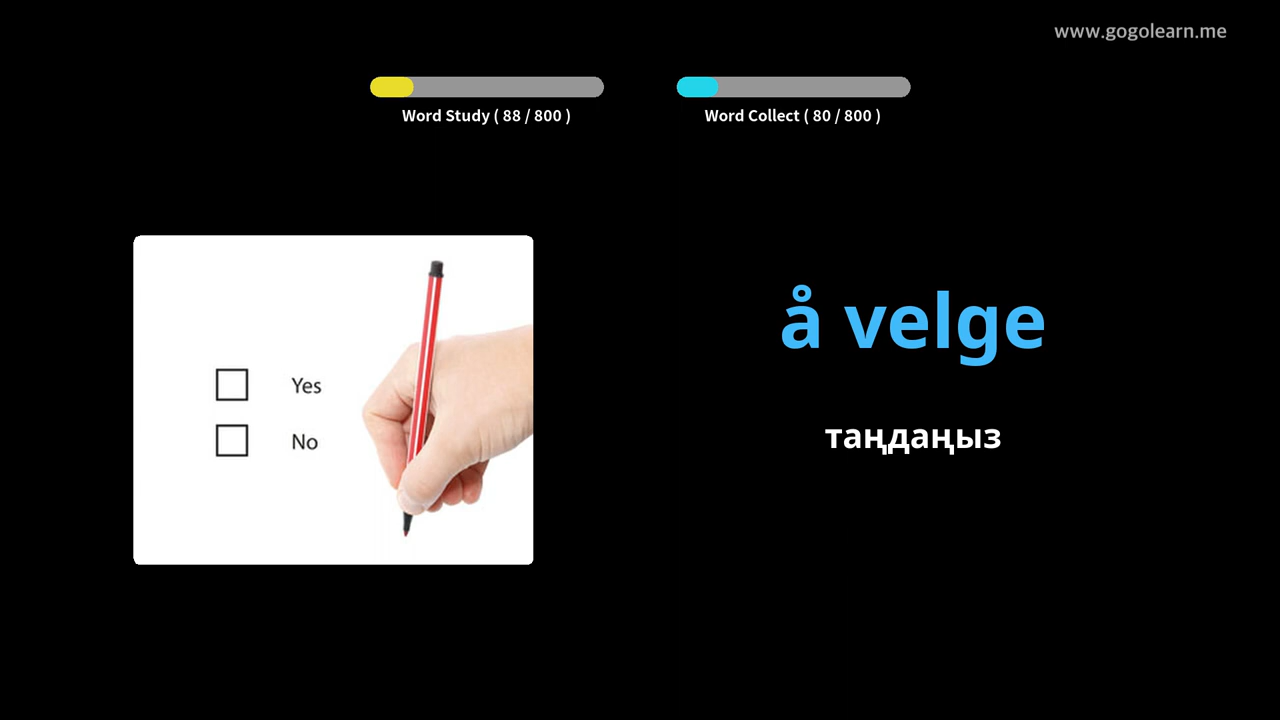 www.gogolearn.me
Word Study ( 88 / 800 )
Word Collect ( 80 / 800 )
Yes
No
å velge
таңдаңыз